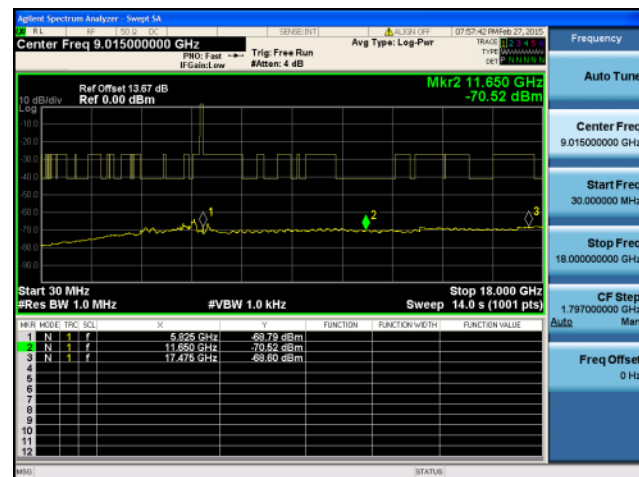 Agilent Spectrum Analyzer - Swept SA
RL RF 50 Ω DC SENSE:INT ALIGN OFF 07:57:42 PM Feb 27, 2015
Center Freq 9.015000000 GHz
PNO: Fast Trig: Free Run Avg Type: Log-Pwr TRACE 1 2 3 4 5 6
IFGain:Low #Atten: 4 dB TYPE
DET P N N N N N
Mkr2 11.650 GHz
-70.52 dBm
Ref Offset 13.67 dB
10 dB/div Ref 0.00 dBm
Log
-10.0
-20.0
-30.0
-40.0
-50.0
-60.0
-70.0
-80.0
-90.0
1
2
3
Start 30 MHz Stop 18.000 GHz
#Res BW 1.0 MHz #VBW 1.0 kHz Sweep 14.0 s (1001 pts)
MKR MODE TRC SCL X Y FUNCTION FUNCTION WIDTH FUNCTION VALUE
1 N 1 f 5.825 GHz -68.79 dBm
2 N 1 f 11.650 GHz -70.52 dBm
3 N 1 f 17.475 GHz -68.60 dBm
4
5
6
7
8
9
10
11
12
MSG STATUS
Frequency
Auto Tune
Center Freq
9.015000000 GHz
Start Freq
30.000000 MHz
Stop Freq
18.000000000 GHz
CF Step
1.797000000 GHz
Auto Man
Freq Offset
0 Hz